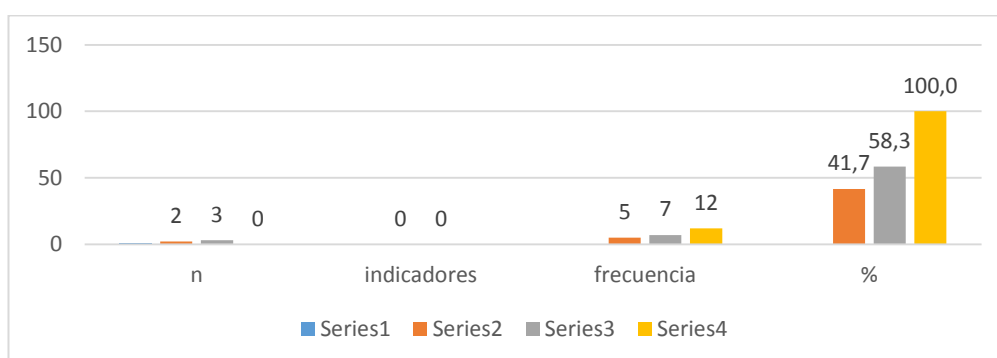 150
100,0
100
58,3
41,7
50
2 3 0 0 0 5 7 12
0
n indicadores frecuencia %
Series1 Series2 Series3 Series4